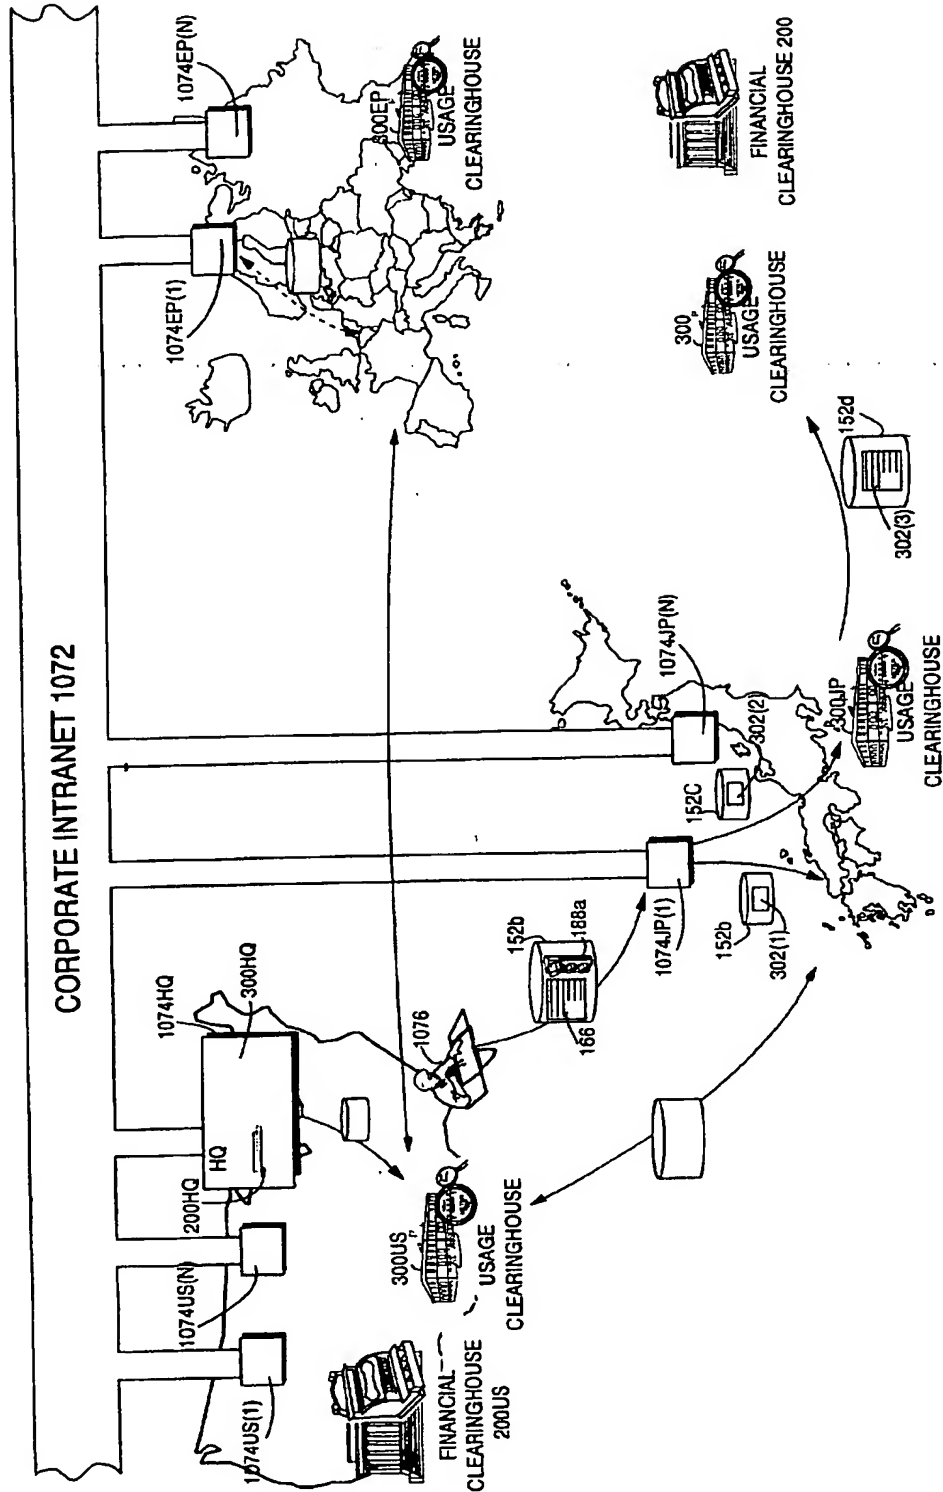 CORPORATE INTRANET 1072
1074US(1)
1074US(N)
200HQ
HQ
1074HQ
300HQ
1074EP(1)
1074EP(N)
300EP
USAGE
CLEARINGHOUSE
FINANCIAL
CLEARINGHOUSE
200US
300US
USAGE
CLEARINGHOUSE
1076
152b
188a
166
1074JP(1)
1074JP(N)
152C
302(2)
152b
302(1)
300JP
USAGE
CLEARINGHOUSE
152d
302(3)
300
USAGE
CLEARINGHOUSE
FINANCIAL
CLEARINGHOUSE 200